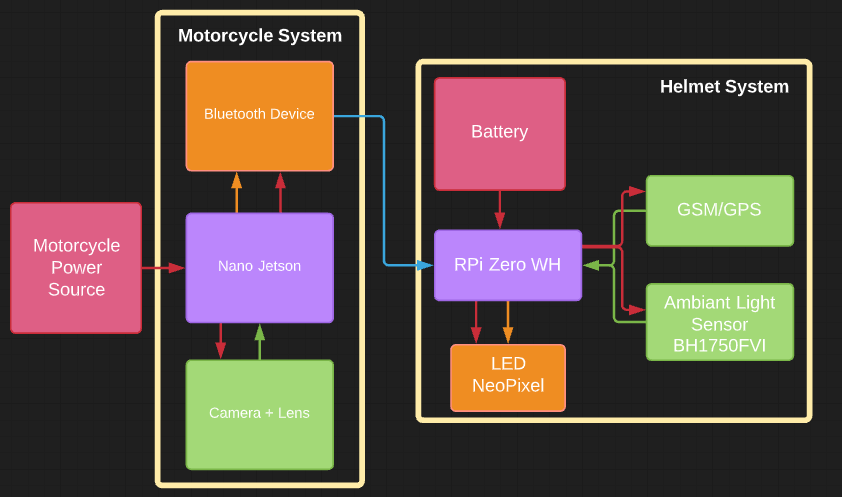 Motorcycle System
Bluetooth Device
Motorcycle
Power
Source
Nano Jetson
Camera + Lens
Helmet System
Battery
RPi Zero WH
GSM/GPS
Ambiant Light
Sensor
BH1750FVI
LED
NeoPixel